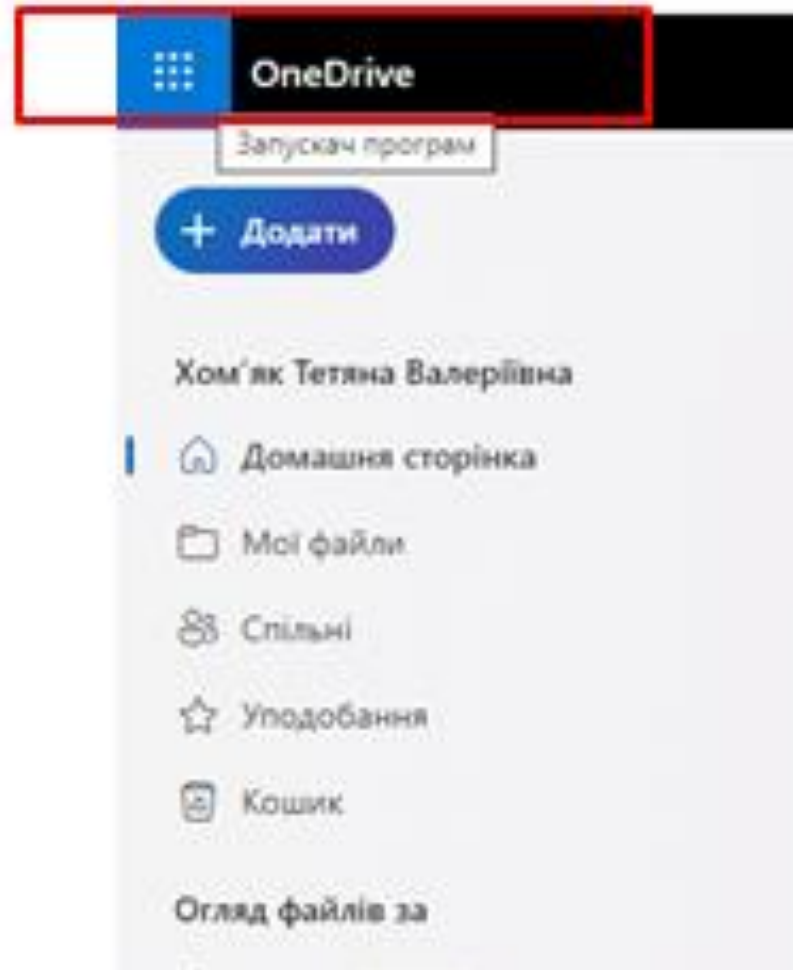 OneDrive
Запускач програм
+ Додати
Хом'як Тетяна Валеріївна
Домашня сторінка
Мої файли
Спільні
Уподобання
Кошик
Огляд файлів за